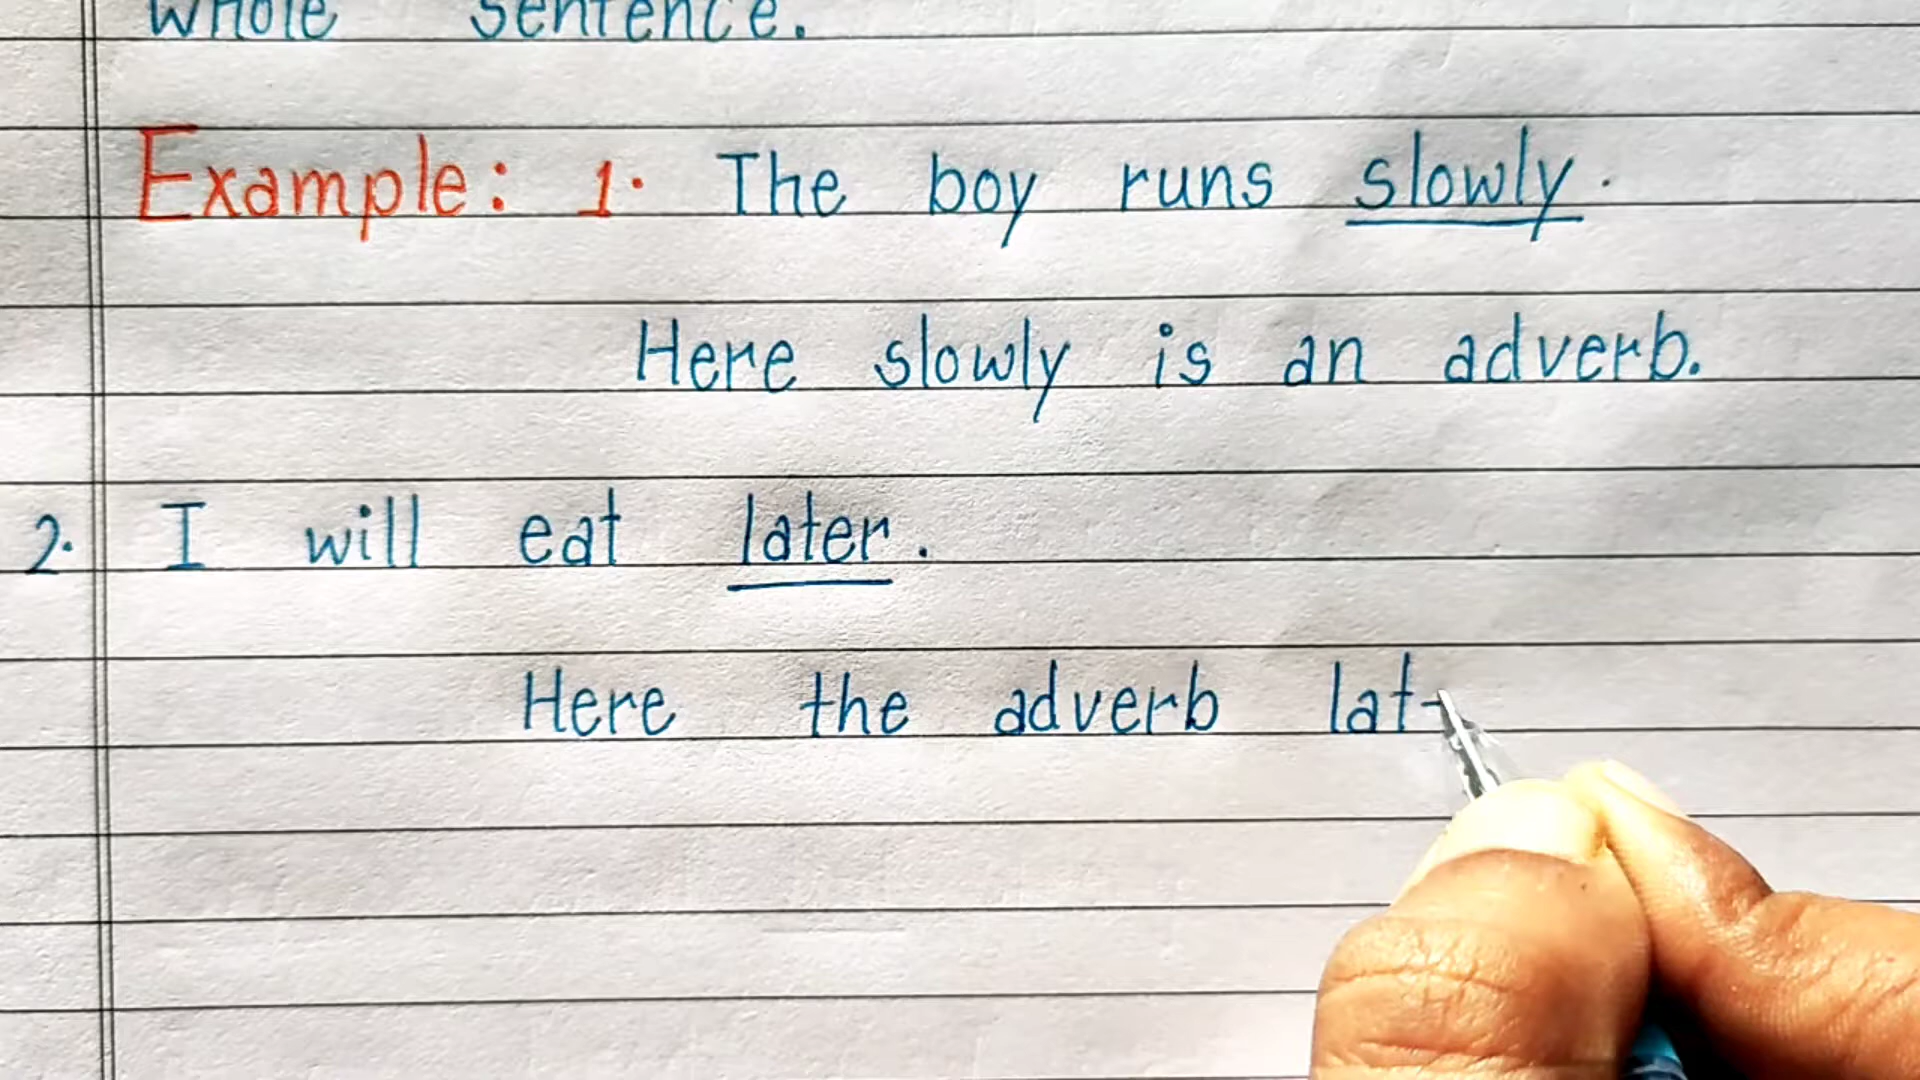 whole sentence.
Example: 1. The boy runs slowly.
Here slowly is an adverb.
2. I will eat later.
Here the adverb lat